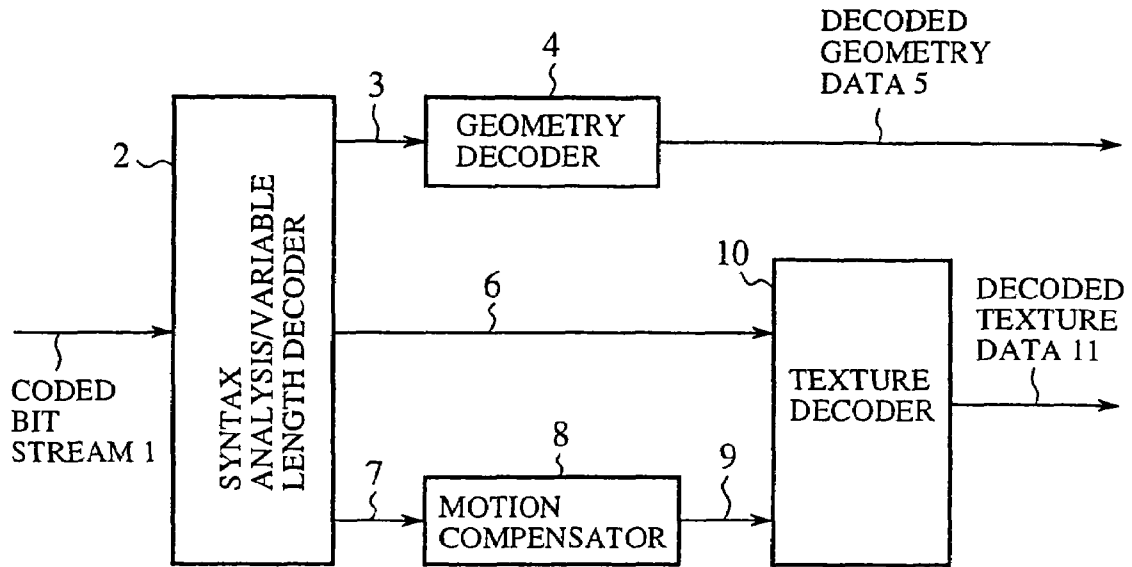 DECODED
GEOMETRY
DATA 5
4
3
GEOMETRY
DECODER
2
SYNTAX
ANALYSIS/VARIABLE
LENGTH DECODER
10
6
DECODED
TEXTURE
DATA 11
CODED
BIT
STREAM 1
TEXTURE
DECODER
8
7
9
MOTION
COMPENSATOR